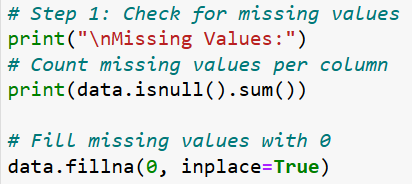 # Step 1: Check for missing values
print("\nMissing Values:")
# Count missing values per column
print(data.isnull().sum())
# Fill missing values with 0
data.fillna(0, inplace=True)